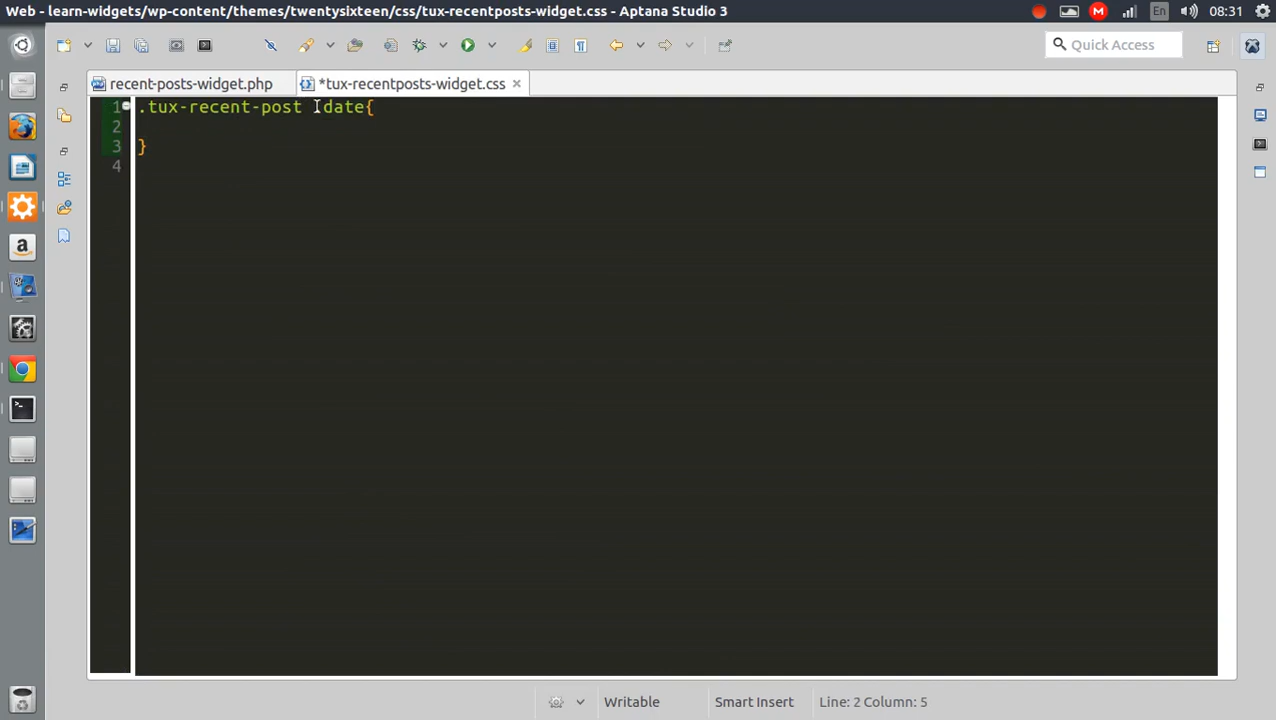 Web - learn-widgets/wp-content/themes/twentysixteen/css/tux-recentposts-widget.css - Aptana Studio 3
En
08:31
Quick Access
recent-posts-widget.php
*tux-recentposts-widget.css
1 .tux-recent-post .date{
2
3 }
4
Writable
Smart Insert
Line: 2 Column: 5